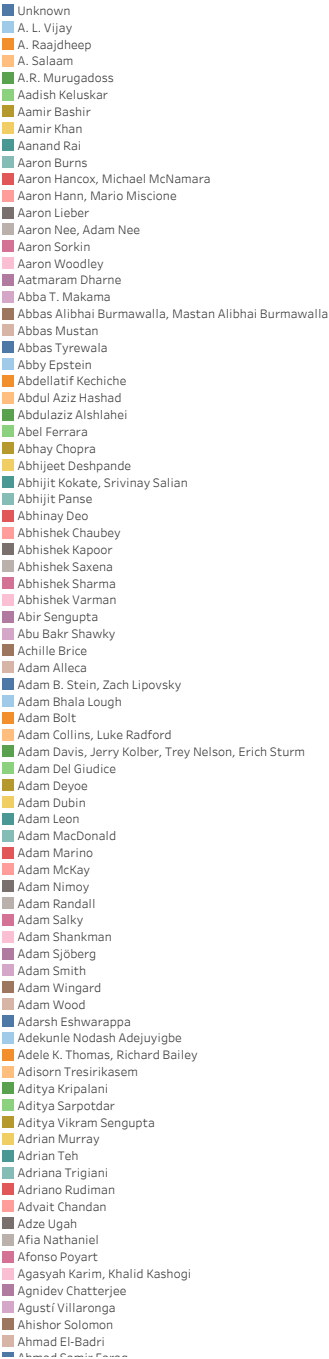 Unknown
A. L. Vijay
A. Raajdheep
A. Salaam
A.R. Murugadoss
Aadish Keluskar
Aamir Bashir
Aamir Khan
Aanand Rai
Aaron Burns
Aaron Hancox, Michael McNamara
Aaron Hann, Mario Miscione
Aaron Lieber
Aaron Nee, Adam Nee
Aaron Sorkin
Aaron Woodley
Aatmaram Dharne
Abba T. Makama
Abbas Alibhai Burmawalla, Mastan Alibhai Burmawalla
Abbas Mustan
Abbas Tyrewala
Abby Epstein
Abdellatif Kechiche
Abdul Aziz Hashad
Abdulaziz Alshlahei
Abel Ferrara
Abhay Chopra
Abhijeet Deshpande
Abhijit Kokate, Srivinay Salian
Abhijit Panse
Abhinay Deo
Abhishek Chaubey
Abhishek Kapoor
Abhishek Saxena
Abhishek Sharma
Abhishek Varman
Abir Sengupta
Abu Bakr Shawky
Achille Brice
Adam Alleca
Adam B. Stein, Zach Lipovsky
Adam Bhala Lough
Adam Bolt
Adam Collins, Luke Radford
Adam Davis, Jerry Kolber, Trey Nelson, Erich Sturm
Adam Del Giudice
Adam Deyoe
Adam Dubin
Adam Leon
Adam MacDonald
Adam Marino
Adam McKay
Adam Nimoy
Adam Randall
Adam Salky
Adam Shankman
Adam Sjöberg
Adam Smith
Adam Wingard
Adam Wood
Adarsh Eshwarappa
Adekunle Nodash Adejuyigbe
Adele K. Thomas, Richard Bailey
Adisorn Tresirikasem
Aditya Kripalani
Aditya Sarpotdar
Aditya Vikram Sengupta
Adrian Murray
Adrian Teh
Adriana Trigiani
Adriano Rudiman
Advait Chandan
Adze Ugah
Afia Nathaniel
Afonso Poyart
Agasyah Karim, Khalid Kashogi
Agnidev Chatterjee
Agustí Villaronga
Ahishor Solomon
Ahmad El-Badri